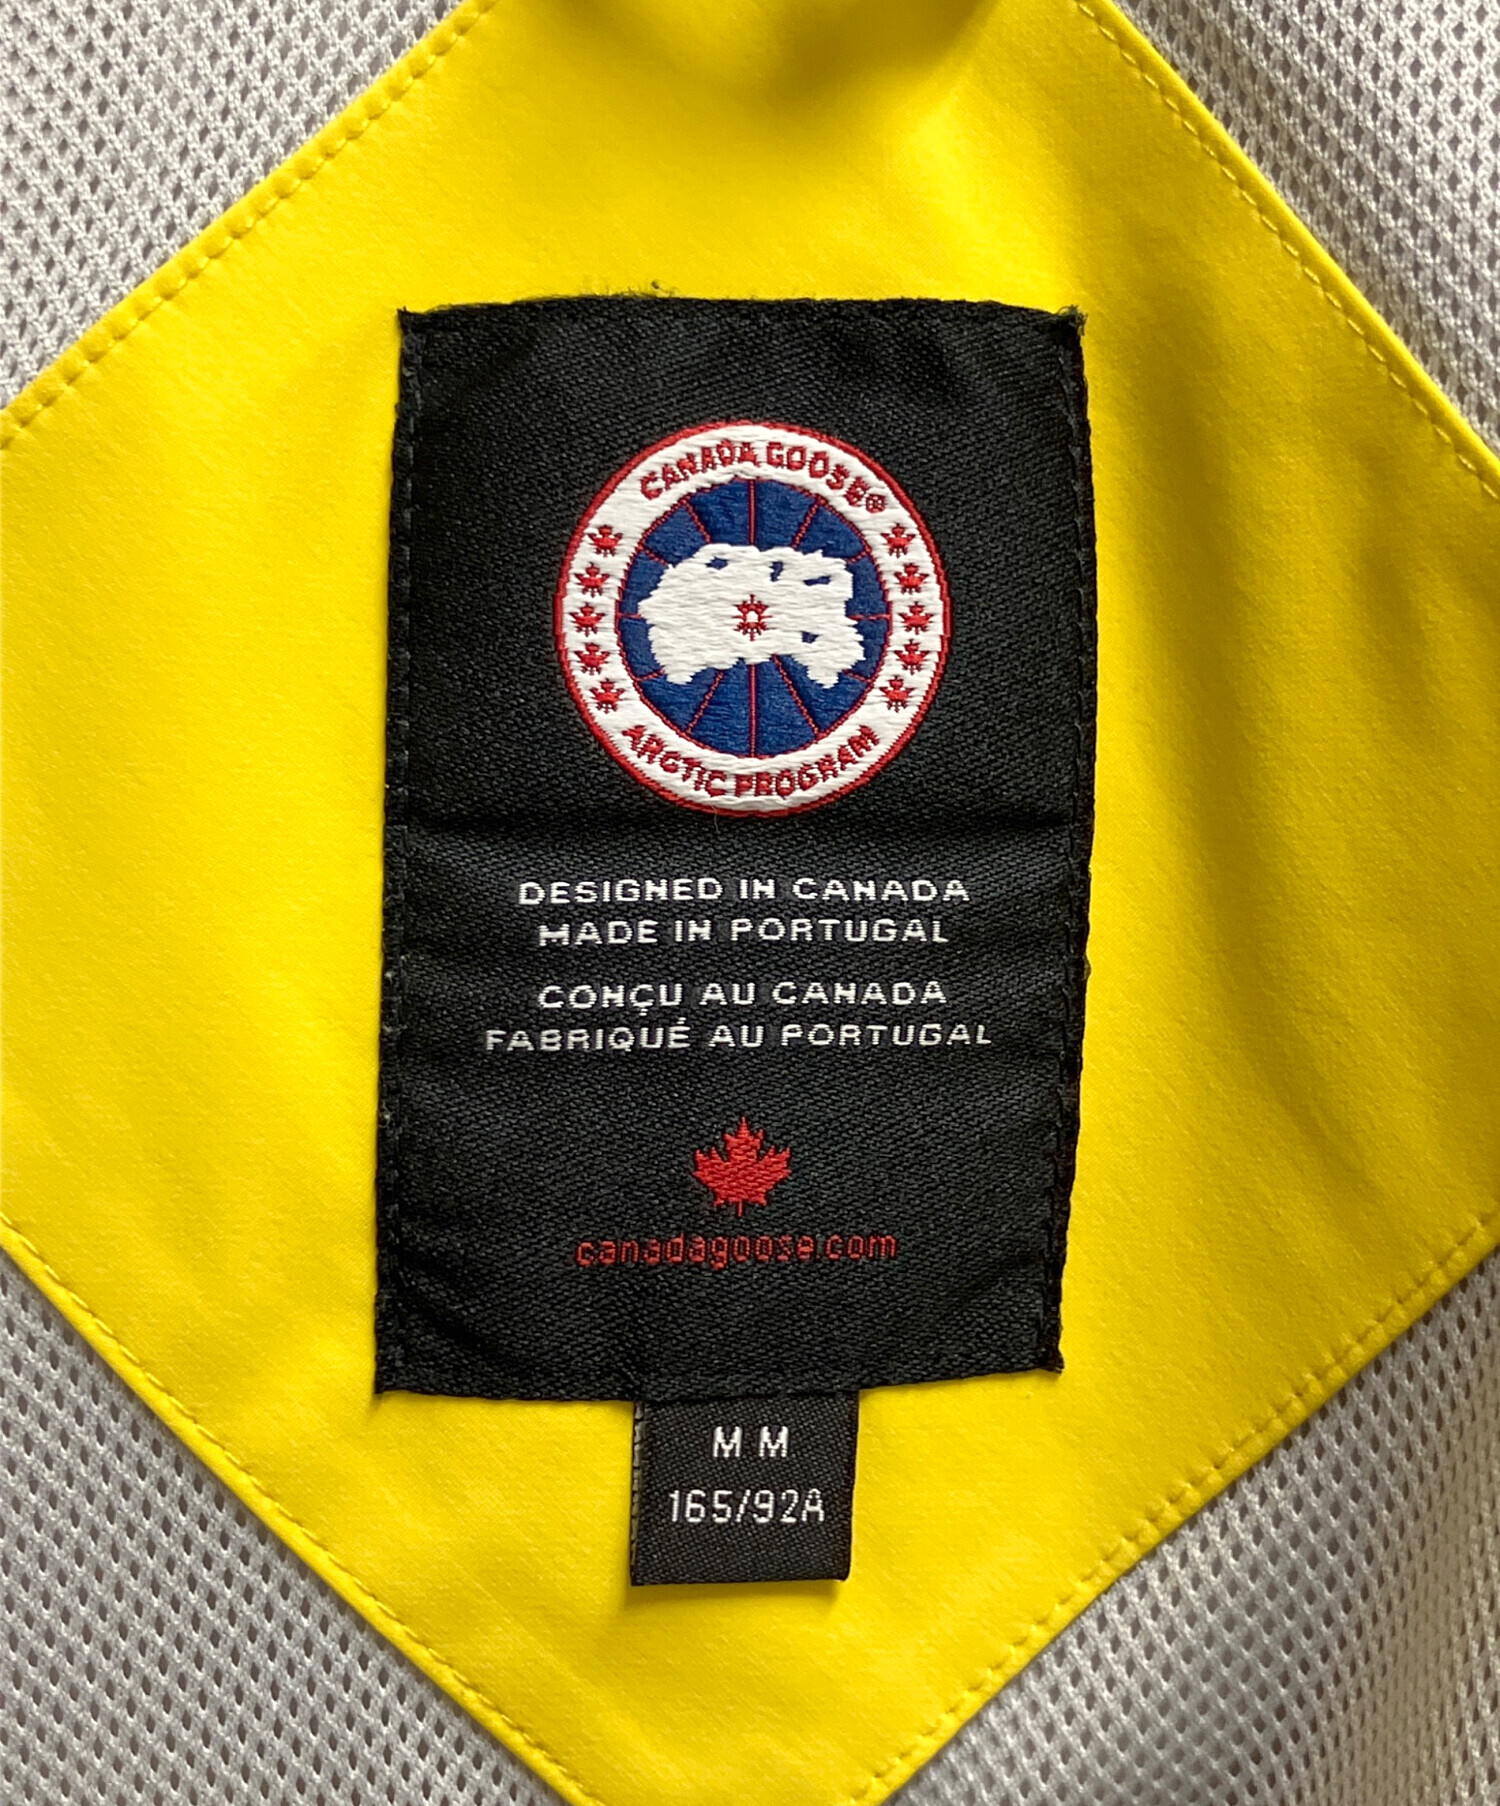 CANADA GOOSE®
ARCTIC PROGRAM
DESIGNED IN CANADA
MADE IN PORTUGAL
CONÇU AU CANADA
FABRIQUÉ AU PORTUGAL
canadagoose.com
M M
165/92A